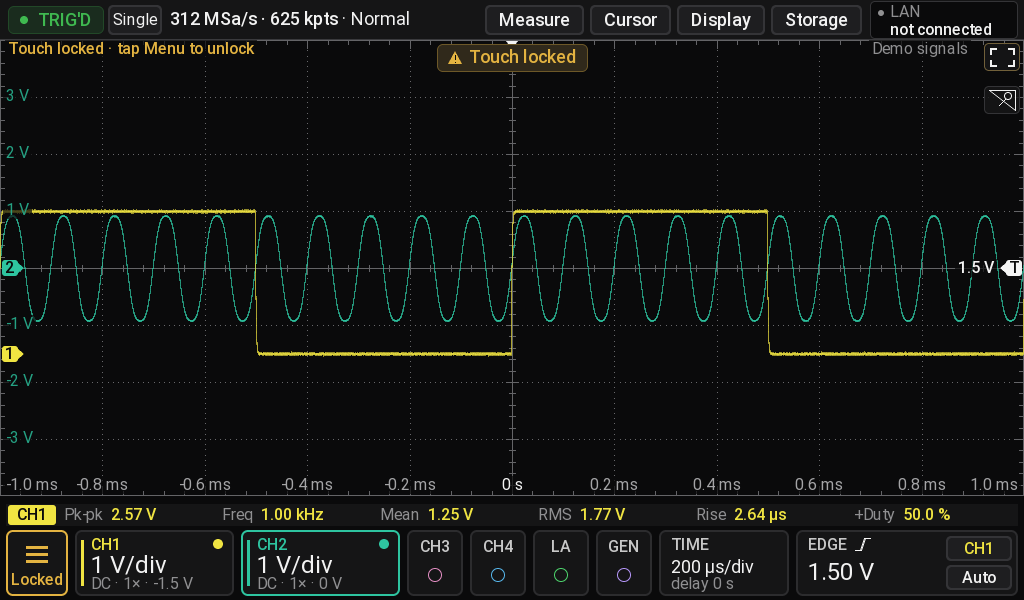 TRIG'D
Single
312 MSa/s · 625 kpts · Normal
Measure
Cursor
Display
Storage
LAN
not connected
Touch locked · tap Menu to unlock
Touch locked
Demo signals
3 V
2 V
1 V
2
1.5 V
T
-1 V
1
-2 V
-3 V
-1.0 ms
-0.8 ms
-0.6 ms
-0.4 ms
-0.2 ms
0 s
0.2 ms
0.4 ms
0.6 ms
0.8 ms
1.0 ms
CH1
Pk-pk 2.57 V
Freq 1.00 kHz
Mean 1.25 V
RMS 1.77 V
Rise 2.64 µs
+Duty 50.0 %
Locked
CH1
1 V/div
DC · 1× · -1.5 V
CH2
1 V/div
DC · 1× · 0 V
CH3
CH4
LA
GEN
TIME
200 µs/div
delay 0 s
EDGE
1.50 V
CH1
Auto